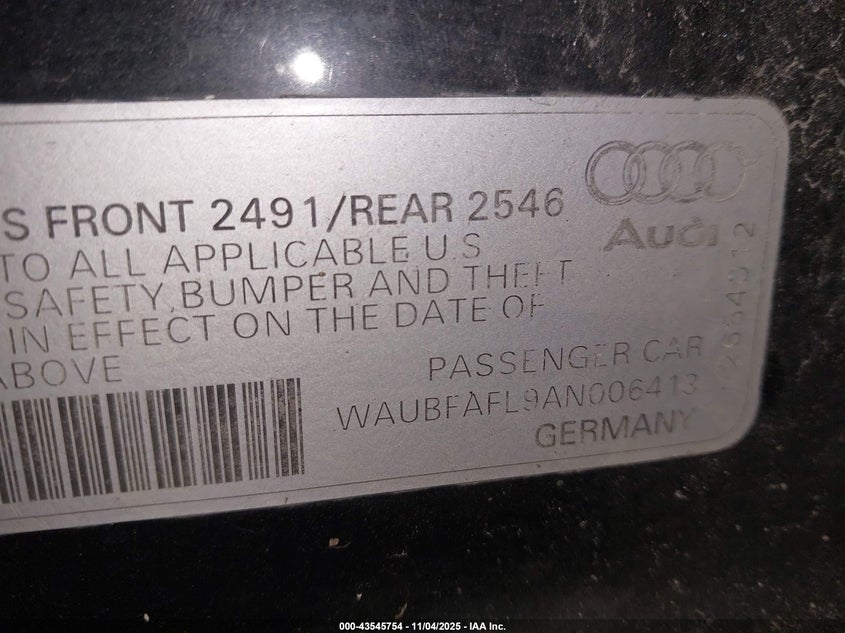 S FRONT 2491/REAR 2546
TO ALL APPLICABLE U.S
SAFETY, BUMPER AND THEFT
IN EFFECT ON THE DATE OF
ABOVE
PASSENGER CAR
WAUBFAFL9AN006413
GERMANY
Audi
000-43545754 - 11/04/2025 - IAA Inc.